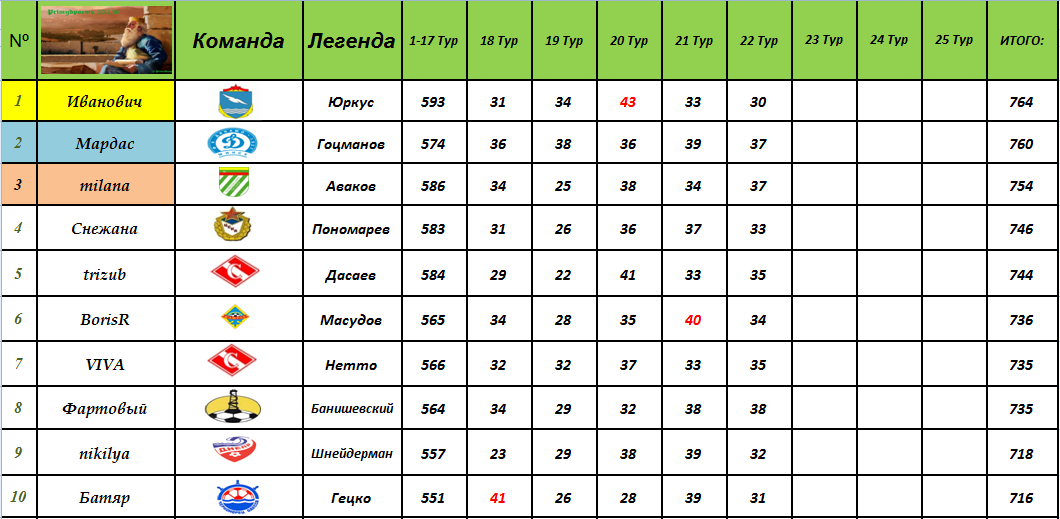 Nº Команда Легенда 1-17 Тур 18 Тур 19 Тур 20 Тур 21 Тур 22 Тур 23 Тур 24 Тур 25 Тур ИТОГО:
1 Иванович Юркус 593 31 34 43 33 30 764
2 Мардас Гоцманов 574 36 38 36 39 37 760
3 milana Аваков 586 34 25 38 34 37 754
4 Снежана Пономарев 583 31 26 36 37 33 746
5 trizub Дасаев 584 29 22 41 33 35 744
6 BorisR Масудов 565 34 28 35 40 34 736
7 VIVA Нетто 566 32 32 37 33 35 735
8 Фартовый Банишевский 564 34 29 32 38 38 735
9 nikilya ДНЕПР Шнейдерман 557 23 29 38 39 32 718
10 Батяр Гецко 551 41 26 28 39 31 716